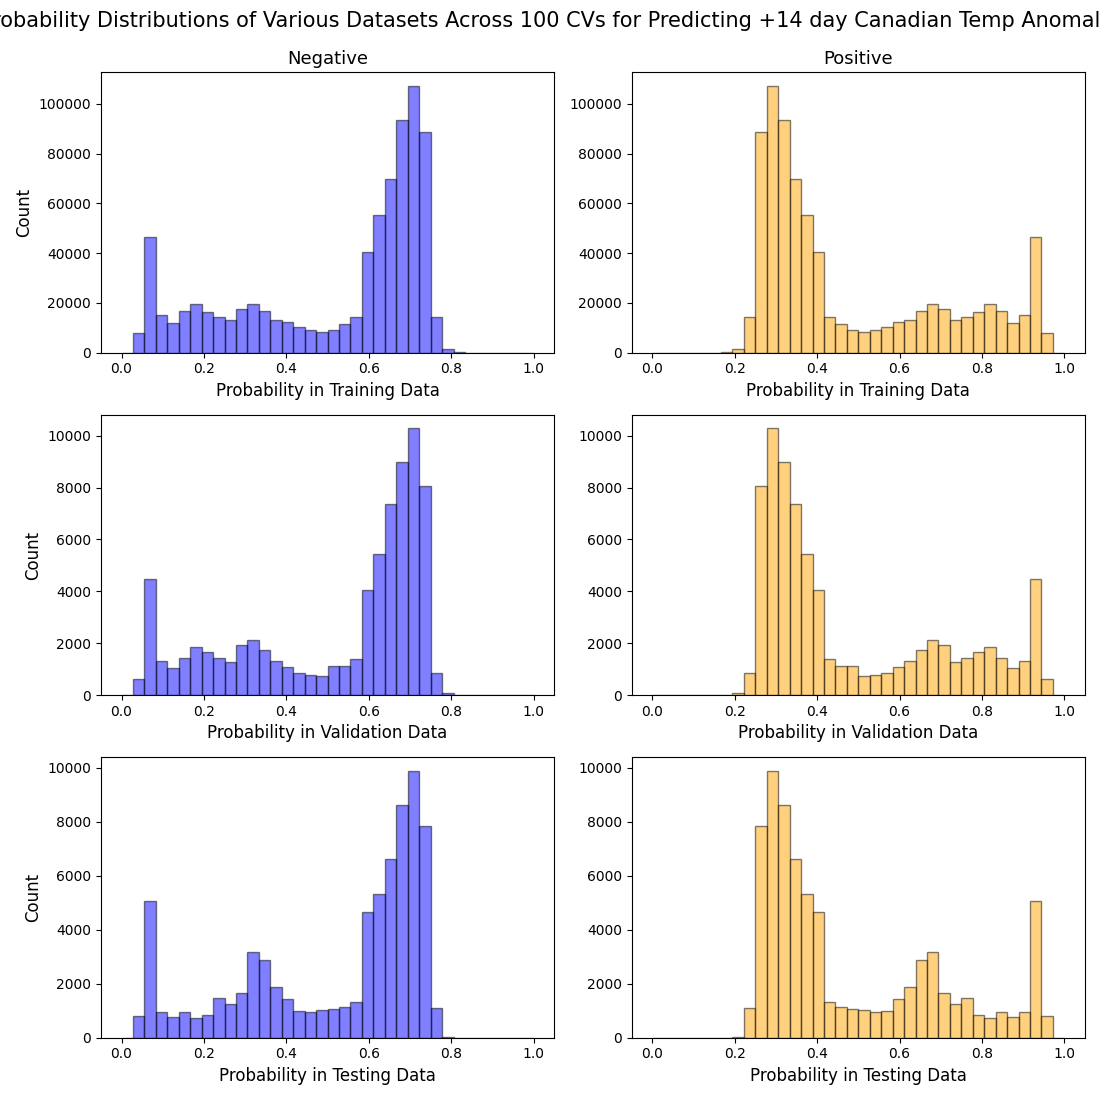 robability Distributions of Various Datasets Across 100 CVs for Predicting +14 day Canadian Temp Anomal
Negative
Positive
100000
80000
60000
40000
20000
0
Count
0.0 0.2 0.4 0.6 0.8 1.0
Probability in Training Data
100000
80000
60000
40000
20000
0
0.0 0.2 0.4 0.6 0.8 1.0
Probability in Training Data
10000
8000
6000
4000
2000
0
Count
0.0 0.2 0.4 0.6 0.8 1.0
Probability in Validation Data
10000
8000
6000
4000
2000
0
0.0 0.2 0.4 0.6 0.8 1.0
Probability in Validation Data
10000
8000
6000
4000
2000
0
Count
0.0 0.2 0.4 0.6 0.8 1.0
Probability in Testing Data
10000
8000
6000
4000
2000
0
0.0 0.2 0.4 0.6 0.8 1.0
Probability in Testing Data